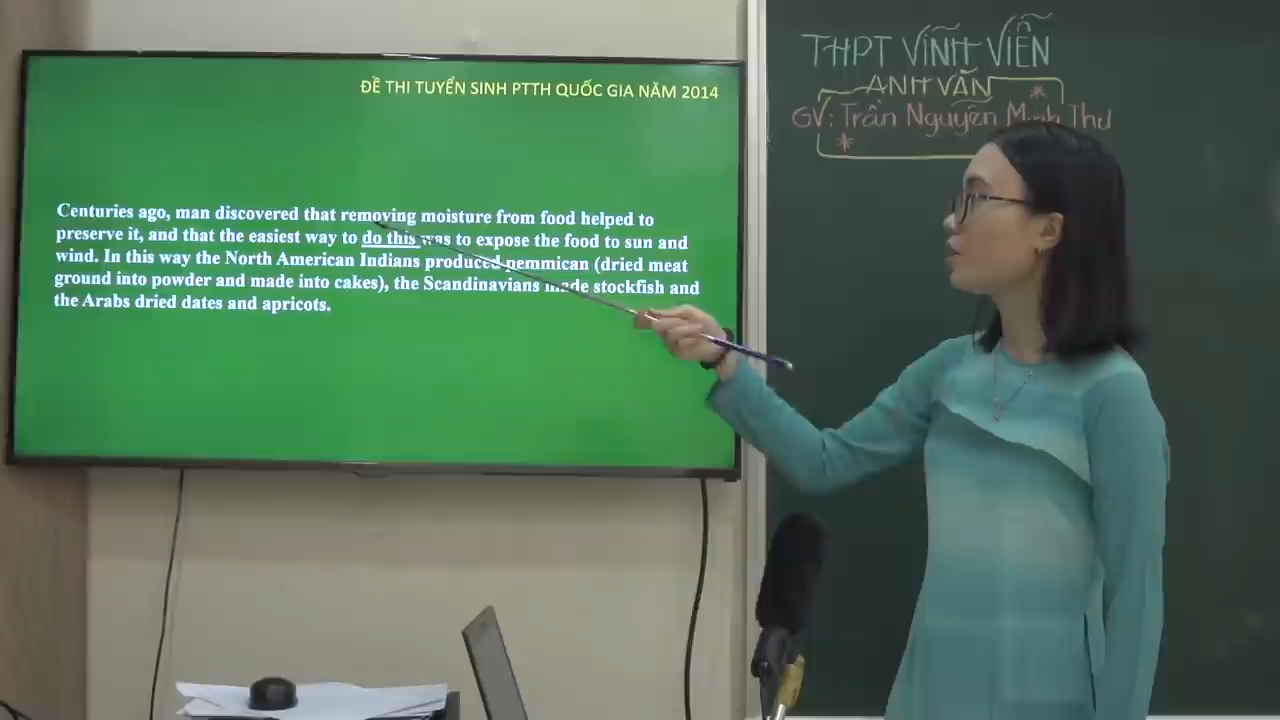 ĐỀ THI TUYỂN SINH PTTH QUỐC GIA NĂM 2014
Centuries ago, man discovered that removing moisture from food helped to
preserve it, and that the easiest way to do this was to expose the food to sun and
wind. In this way the North American Indians produced pemmican (dried meat
ground into powder and made into cakes), the Scandinavians made stockfish and
the Arabs dried dates and apricots.
THPT VĨNH VIỄN
ANH VĂN
GV: Trần Nguyễn Minh Thư